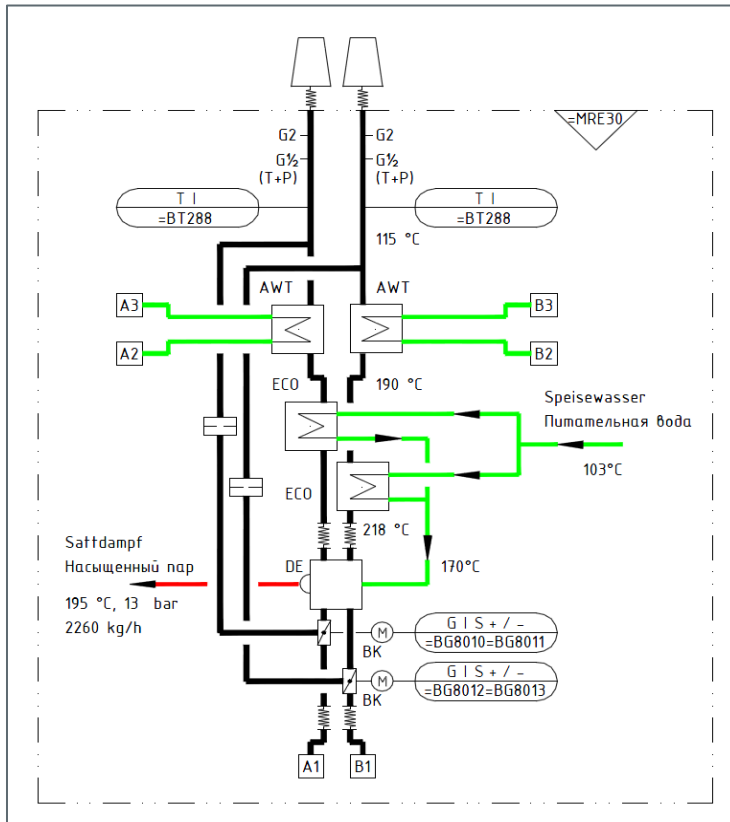 =MRE30
G2
G2
G½
(T+P)
G½
(T+P)
T I
=BT288
T I
=BT288
115 °C
AWT
AWT
A3
B3
A2
B2
ECO
190 °C
Speisewasser
Питательная вода
103°C
ECO
218 °C
Sattdampf
Насыщенный пар
195 °C, 13 bar
2260 kg/h
DE
170°C
G I S + / -
=BG8010=BG8011
M
BK
G I S + / -
=BG8012=BG8013
M
BK
A1
B1